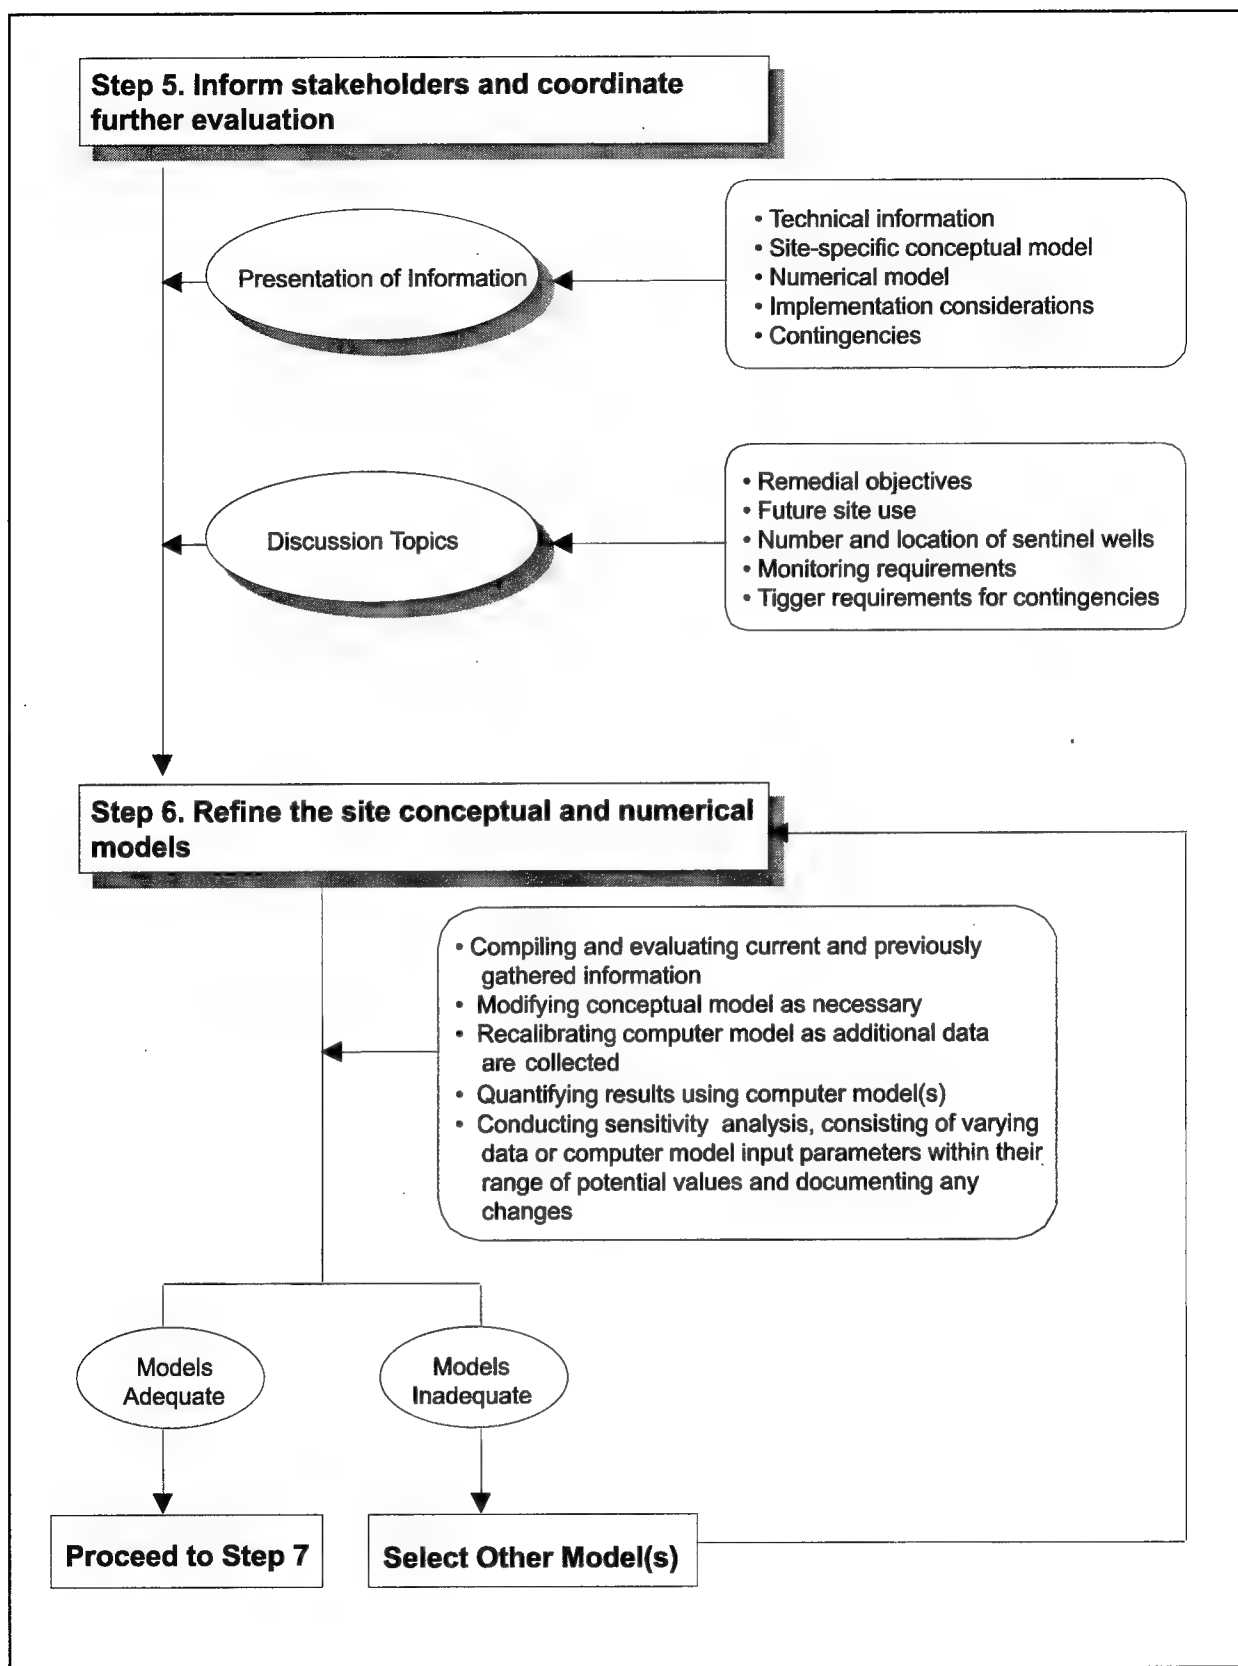 Step 5. Inform stakeholders and coordinate
further evaluation
Presentation of Information
• Technical information
• Site-specific conceptual model
• Numerical model
• Implementation considerations
• Contingencies
Discussion Topics
• Remedial objectives
• Future site use
• Number and location of sentinel wells
• Monitoring requirements
• Tigger requirements for contingencies
Step 6. Refine the site conceptual and numerical
models
• Compiling and evaluating current and previously
gathered information
• Modifying conceptual model as necessary
• Recalibrating computer model as additional data
are collected
• Quantifying results using computer model(s)
• Conducting sensitivity analysis, consisting of varying
data or computer model input parameters within their
range of potential values and documenting any
changes
Models
Adequate
Models
Inadequate
Proceed to Step 7
Select Other Model(s)